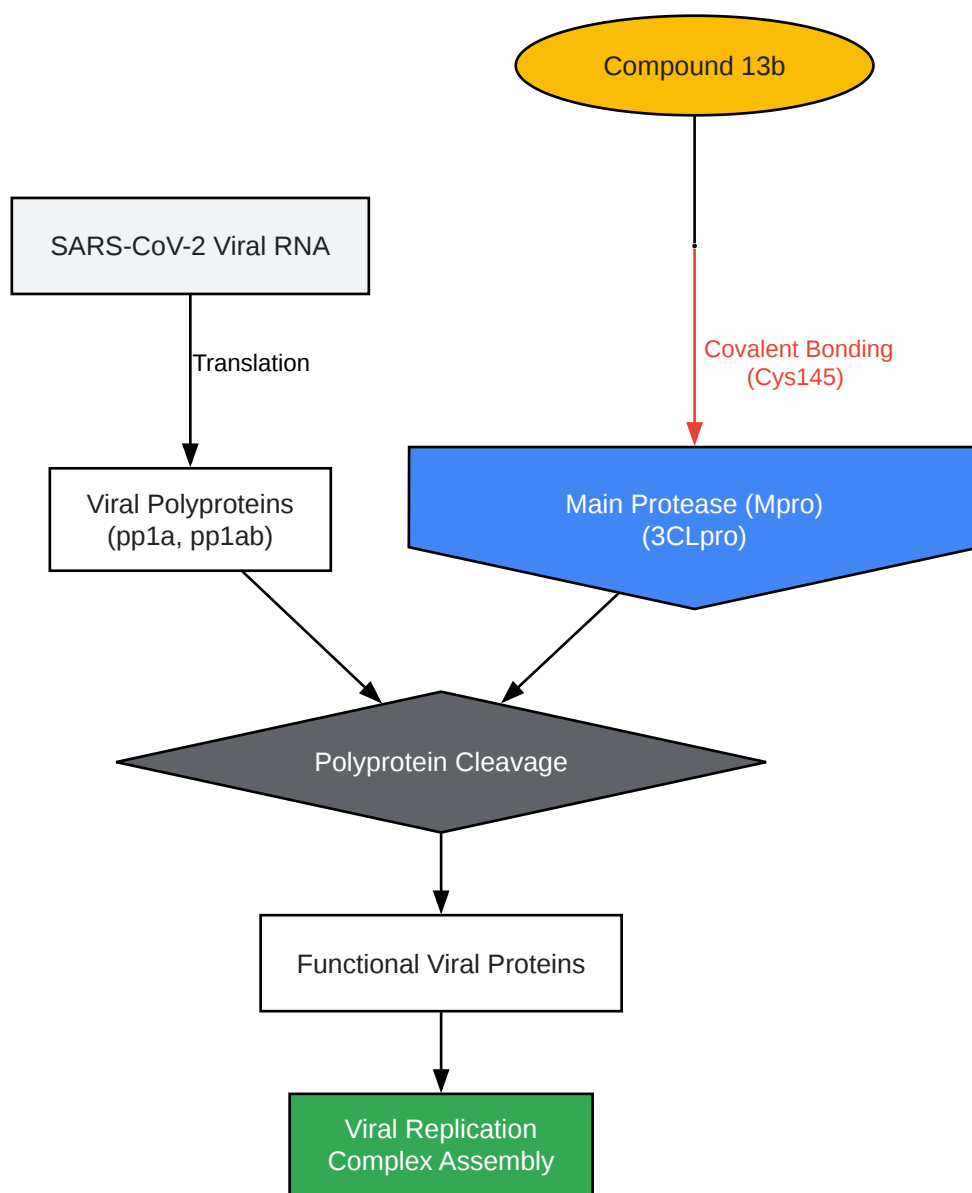 Compound 13b
SARS-CoV-2 Viral RNA
Translation
Covalent Bonding
(Cys145)
Viral Polyproteins
(pp1a, pp1ab)
Main Protease (Mpro)
(3CLpro)
Polyprotein Cleavage
Functional Viral Proteins
Viral Replication
Complex Assembly